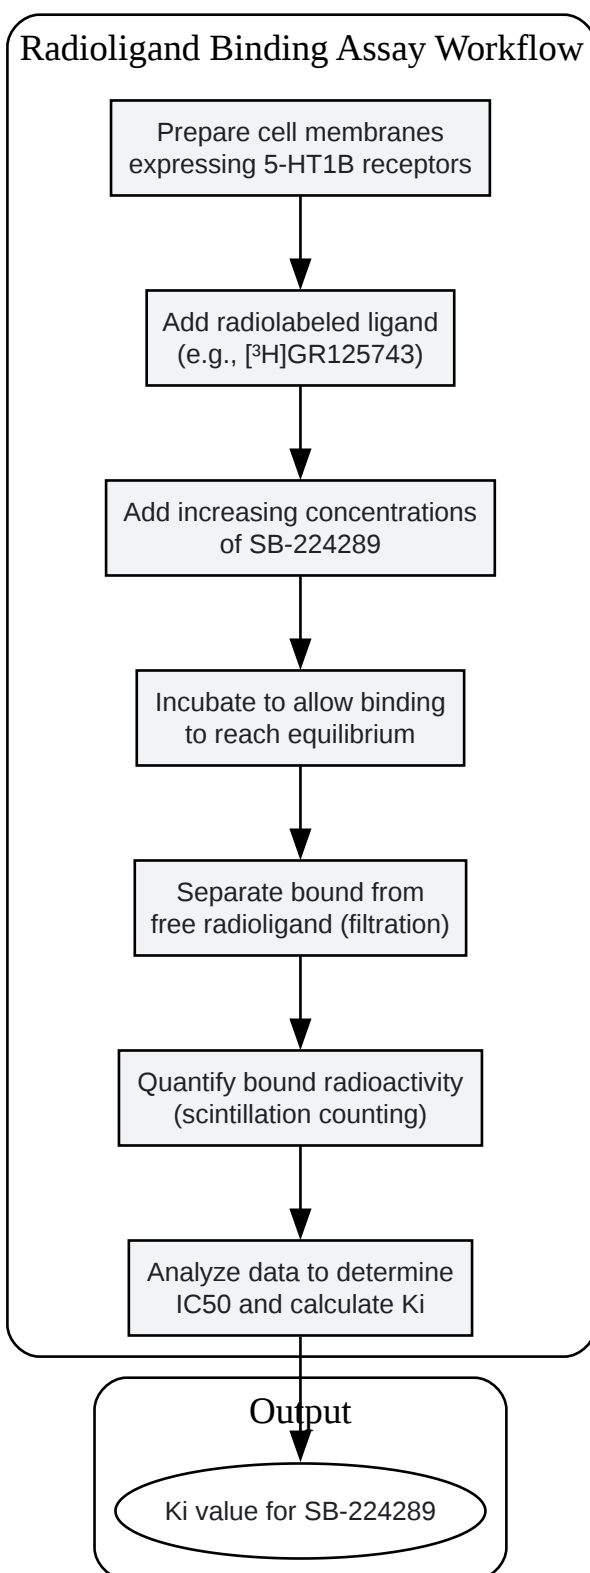 Radioligand Binding Assay Workflow
Prepare cell membranes
expressing 5-HT1B receptors
Add radiolabeled ligand
(e.g., [³H]GR125743)
Add increasing concentrations
of SB-224289
Incubate to allow binding
to reach equilibrium
Separate bound from
free radioligand (filtration)
Quantify bound radioactivity
(scintillation counting)
Analyze data to determine
IC50 and calculate Ki
Output
Ki value for SB-224289